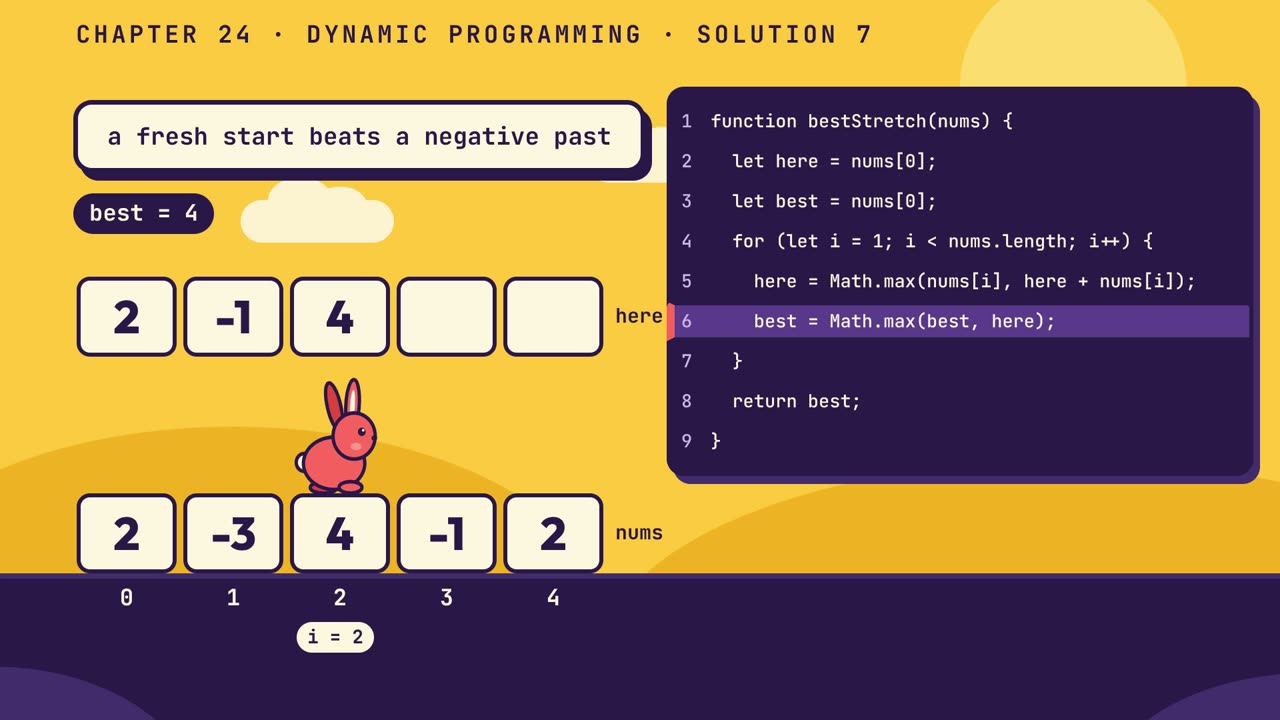 CHAPTER 24 · DYNAMIC PROGRAMMING · SOLUTION 7
a fresh start beats a negative past
best = 4
2 -1 4 here
2 -3 4 -1 2 nums
0 1 2 3 4
i = 2
1 function bestStretch(nums) {
2 let here = nums[0];
3 let best = nums[0];
4 for (let i = 1; i < nums.length; i++) {
5 here = Math.max(nums[i], here + nums[i]);
6 best = Math.max(best, here);
7 }
8 return best;
9 }